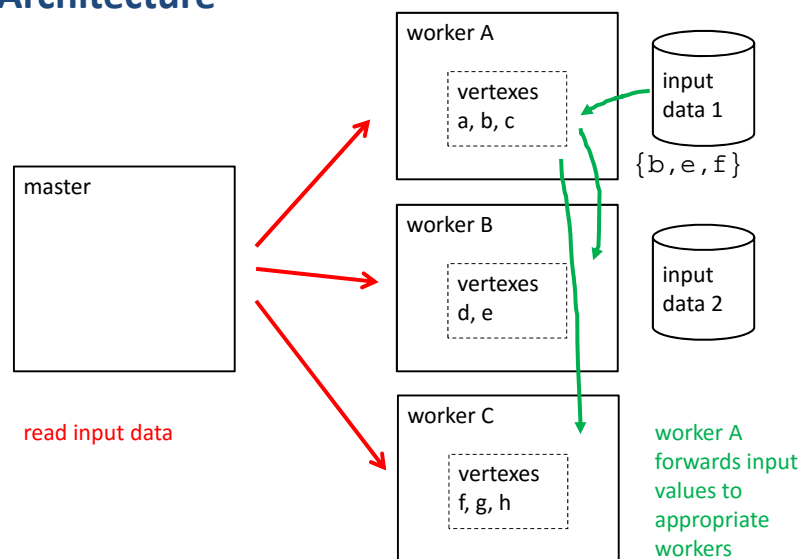 Architecture
worker A
vertexes
a, b, c
input
data 1
{b,e,f}
master
worker B
vertexes
d, e
input
data 2
read input data
worker C
vertexes
f, g, h
worker A
forwards input
values to
appropriate
workers